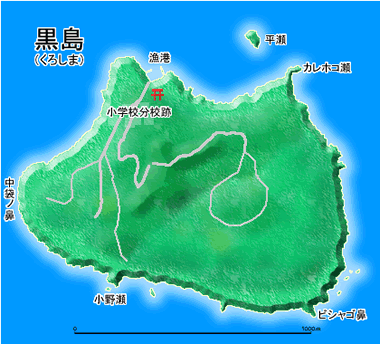 黒島
(くろしま)
漁港
平瀬
カレホコ瀬
小学校分校跡
中袋ノ鼻
小野瀬
ビシャゴ鼻
0
1000m